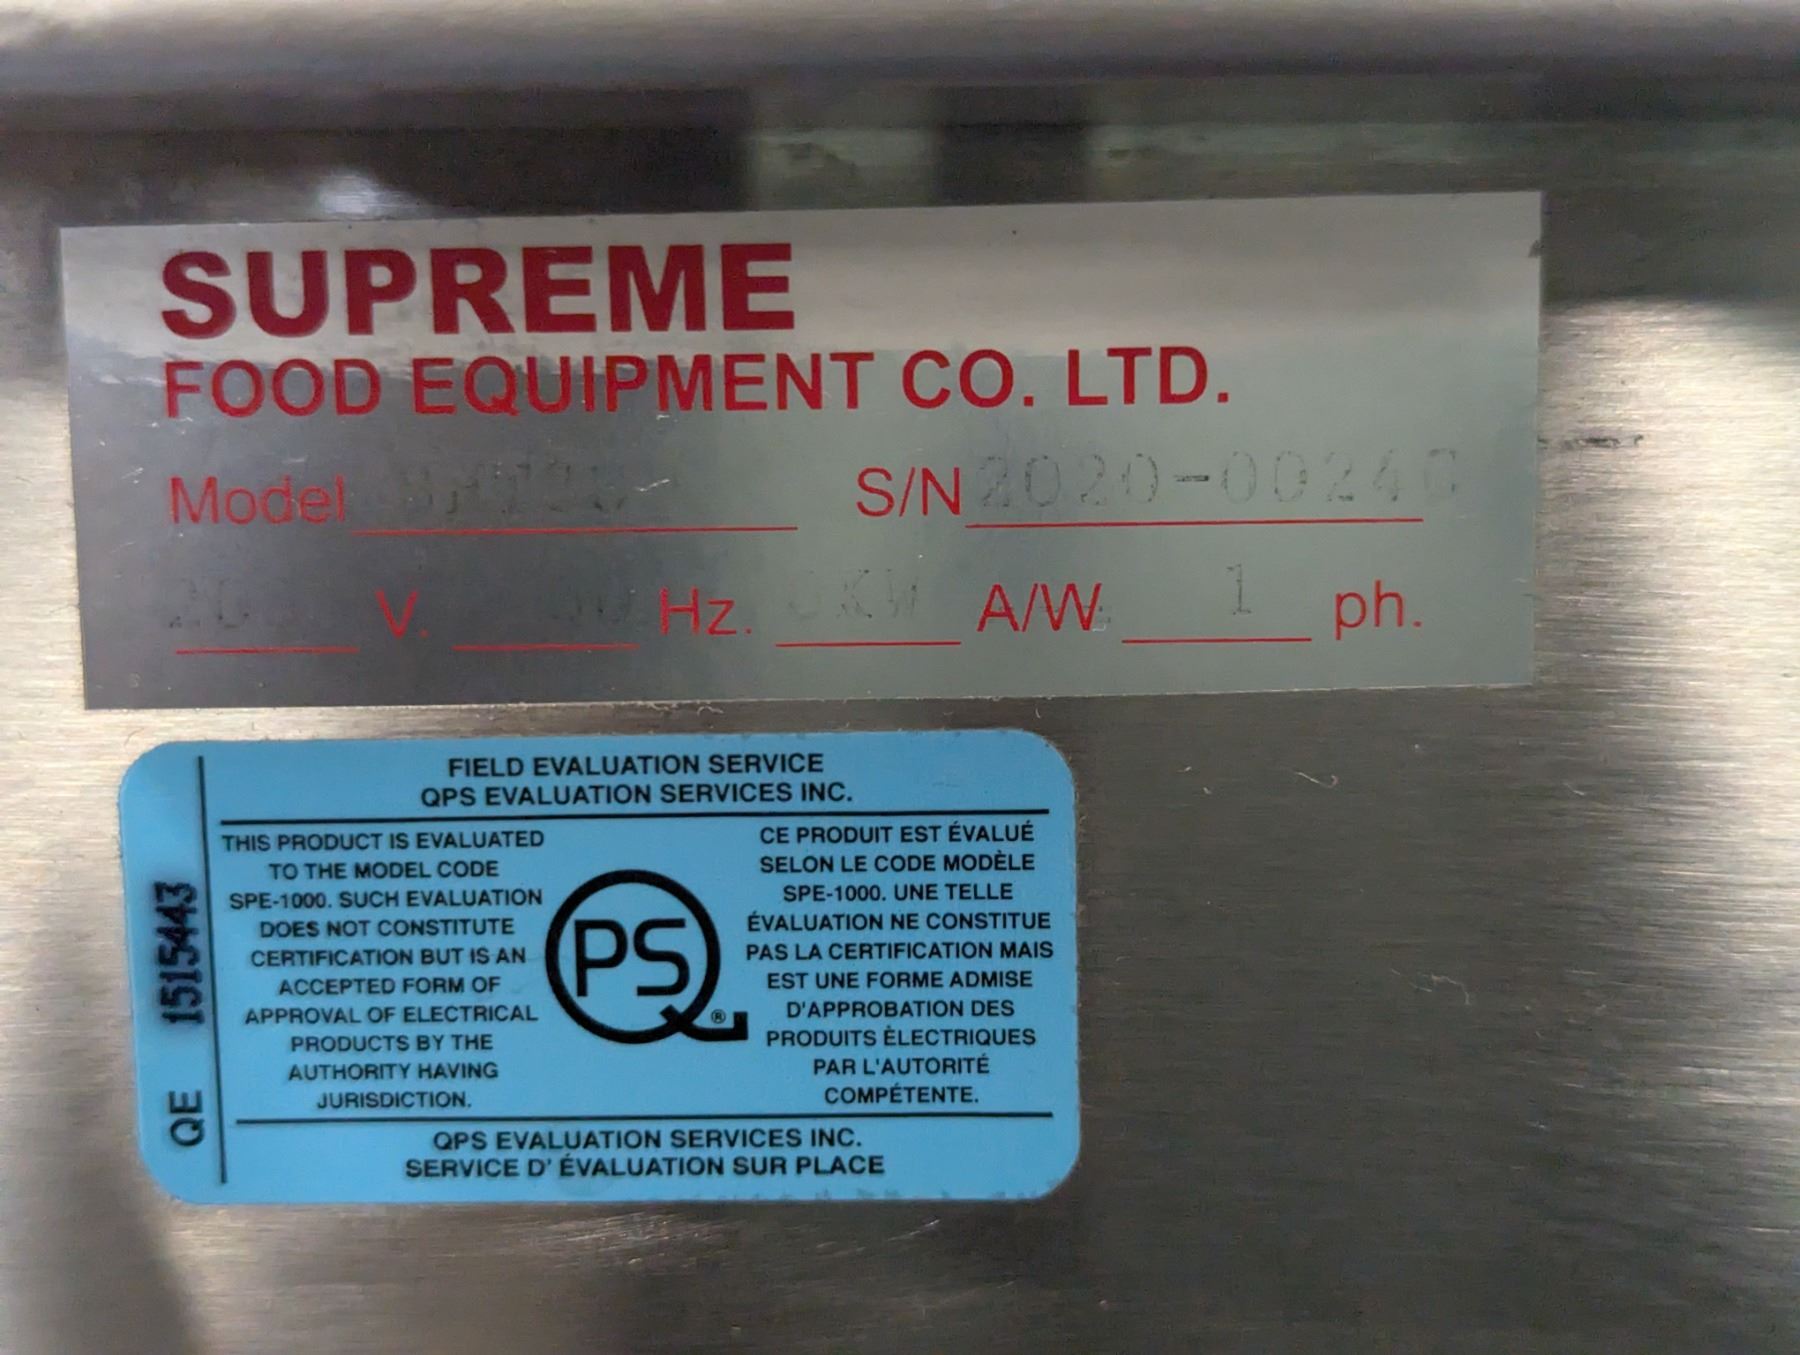 SUPREME
FOOD EQUIPMENT CO. LTD.
Model S/N
V. Hz. A/W 1 ph.
FIELD EVALUATION SERVICE
QPS EVALUATION SERVICES INC.
THIS PRODUCT IS EVALUATED
TO THE MODEL CODE
SPE-1000. SUCH EVALUATION
DOES NOT CONSTITUTE
CERTIFICATION BUT IS AN
ACCEPTED FORM OF
APPROVAL OF ELECTRICAL
PRODUCTS BY THE
AUTHORITY HAVING
JURISDICTION.
PS
®
CE PRODUIT EST ÉVALUÉ
SELON LE CODE MODÈLE
SPE-1000. UNE TELLE
ÉVALUATION NE CONSTITUE
PAS LA CERTIFICATION MAIS
EST UNE FORME ADMISE
D'APPROBATION DES
PRODUITS ÈLECTRIQUES
PAR L'AUTORITÉ
COMPÉTENTE.
QPS EVALUATION SERVICES INC.
SERVICE D' ÉVALUATION SUR PLACE
QE 1515443